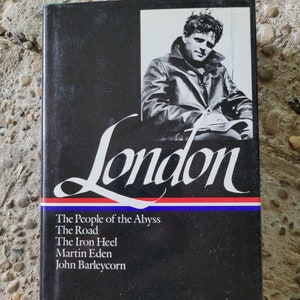 London
The People of the Abyss
The Road
The Iron Heel
Martin Eden
John Barleycorn